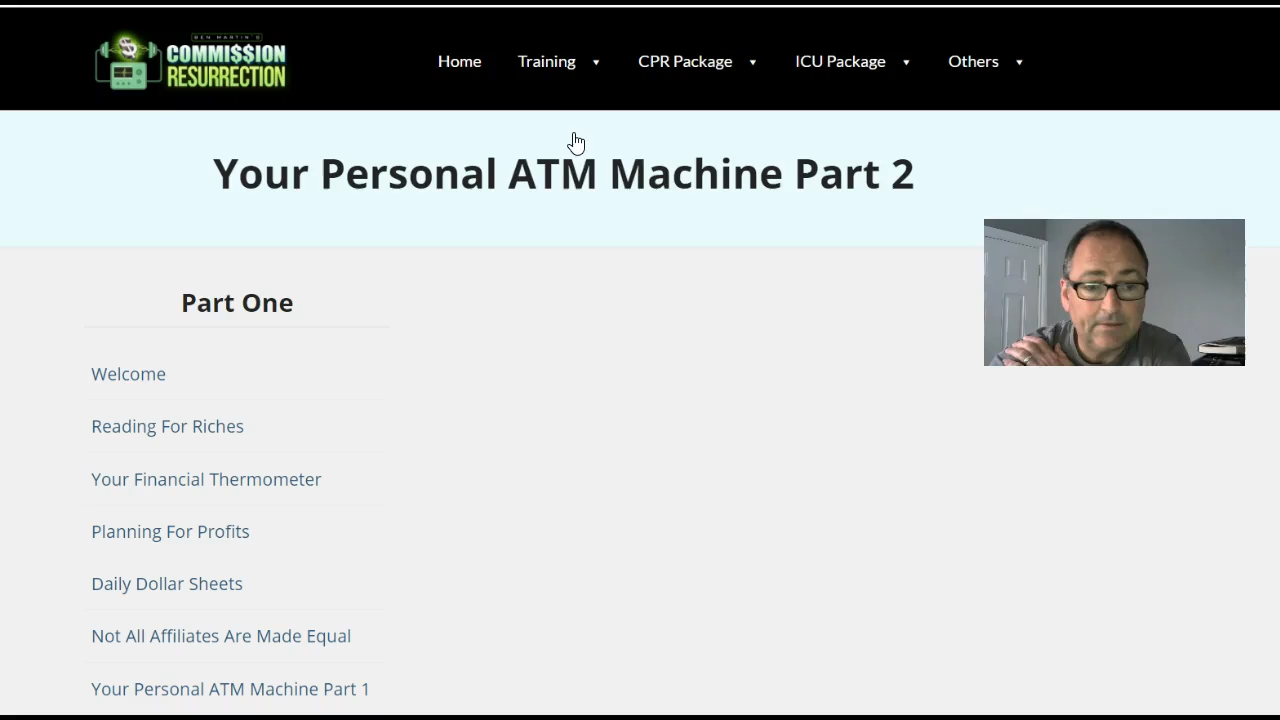 BEN MARTIN'S
COMMI$$ION
RESURRECTION
Home
Training
CPR Package
ICU Package
Others
Your Personal ATM Machine Part 2
Part One
Welcome
Reading For Riches
Your Financial Thermometer
Planning For Profits
Daily Dollar Sheets
Not All Affiliates Are Made Equal
Your Personal ATM Machine Part 1